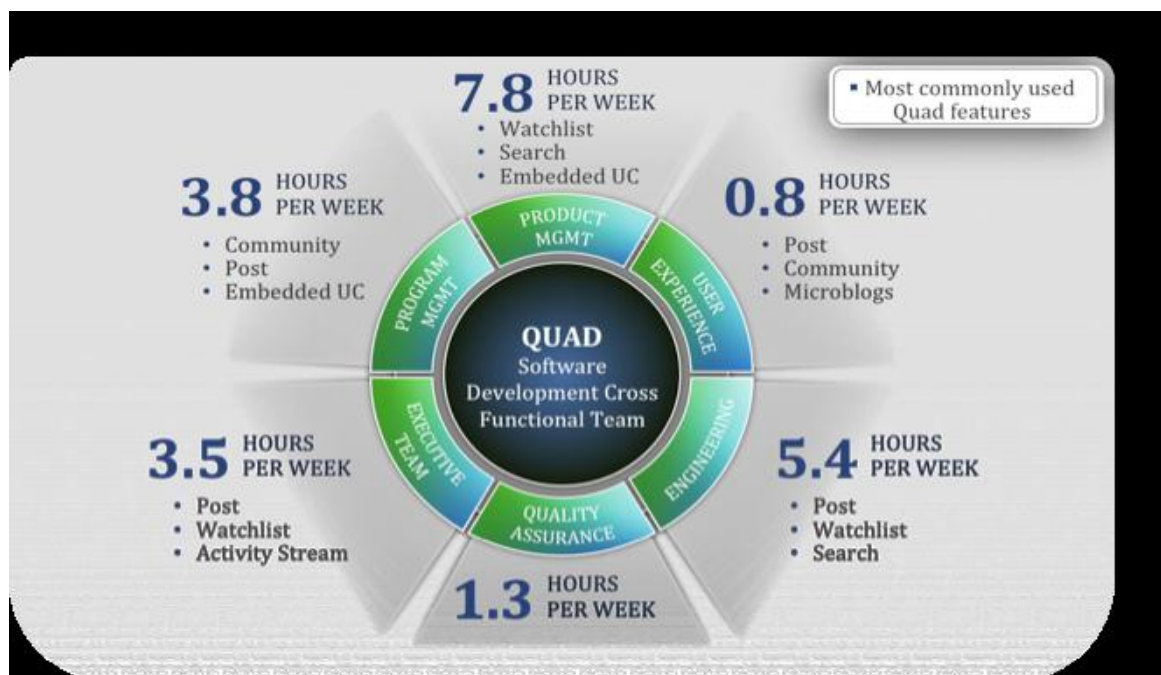 7.8 HOURS
PER WEEK
• Watchlist
• Search
• Embedded UC
▪ Most commonly used
Quad features
3.8 HOURS
PER WEEK
• Community
• Post
• Embedded UC
0.8 HOURS
PER WEEK
• Post
• Community
• Microblogs
PRODUCT
MGMT
PROGRAM
MGMT
USER
EXPERIENCE
QUAD
Software
Development Cross
Functional Team
EXECUTIVE
TEAM
ENGINEERING
QUALITY
ASSURANCE
3.5 HOURS
PER WEEK
• Post
• Watchlist
• Activity Stream
5.4 HOURS
PER WEEK
• Post
• Watchlist
• Search
1.3 HOURS
PER WEEK